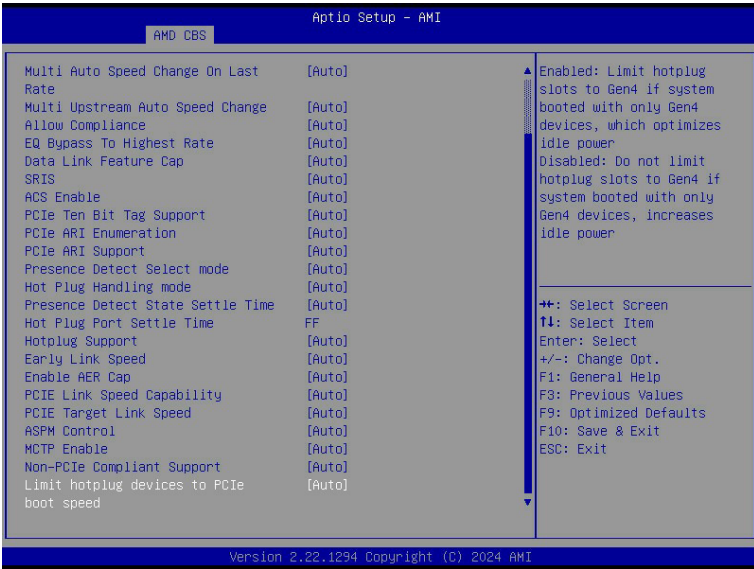 Aptio Setup - AMI
AMD CBS
Multi Auto Speed Change On Last [Auto]
Rate
Multi Upstream Auto Speed Change [Auto]
Allow Compliance [Auto]
EQ Bypass To Highest Rate [Auto]
Data Link Feature Cap [Auto]
SRIS [Auto]
ACS Enable [Auto]
PCIe Ten Bit Tag Support [Auto]
PCIe ARI Enumeration [Auto]
PCIe ARI Support [Auto]
Presence Detect Select mode [Auto]
Hot Plug Handling mode [Auto]
Presence Detect State Settle Time [Auto]
Hot Plug Port Settle Time FF
Hotplug Support [Auto]
Early Link Speed [Auto]
Enable AER Cap [Auto]
PCIE Link Speed Capability [Auto]
PCIE Target Link Speed [Auto]
ASPM Control [Auto]
MCTP Enable [Auto]
Non-PCIe Compliant Support [Auto]
Limit hotplug devices to PCIe [Auto]
boot speed
Enabled: Limit hotplug
slots to Gen4 if system
booted with only Gen4
devices, which optimizes
idle power
Disabled: Do not limit
hotplug slots to Gen4 if
system booted with only
Gen4 devices, increases
idle power
→←: Select Screen
↑↓: Select Item
Enter: Select
+/-: Change Opt.
F1: General Help
F3: Previous Values
F9: Optimized Defaults
F10: Save & Exit
ESC: Exit
Version 2.22.1294 Copyright (C) 2024 AMI